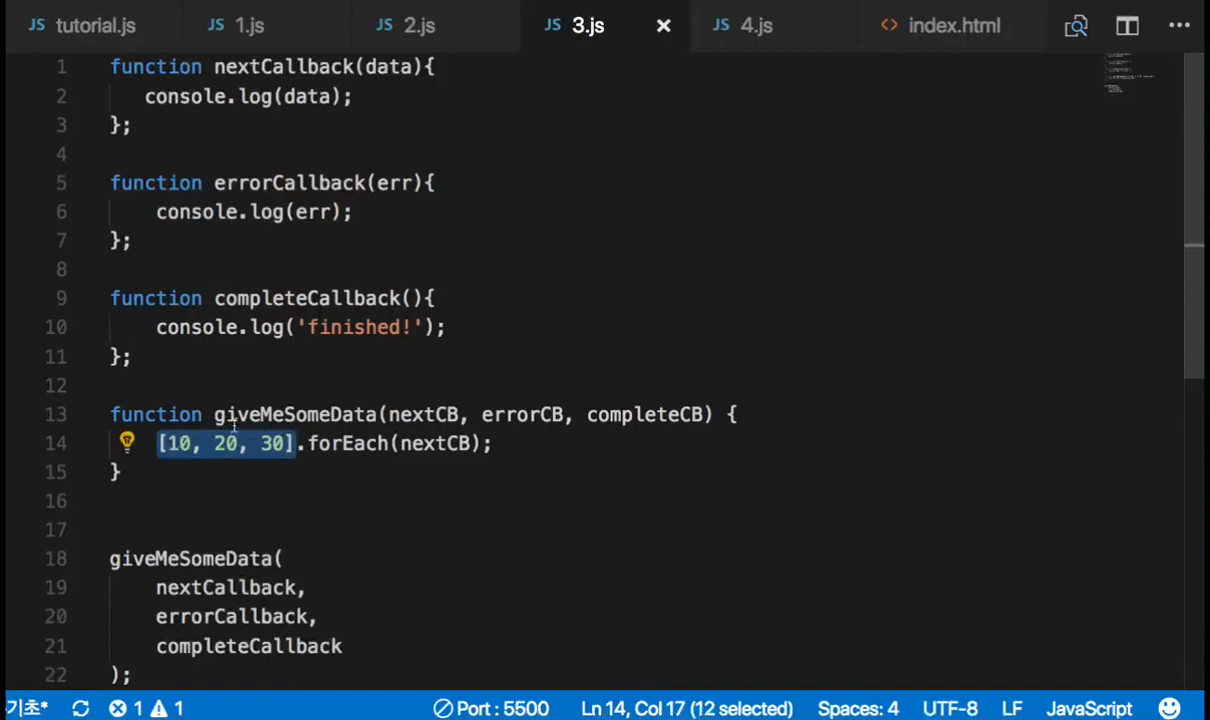 JS tutorial.js JS 1.js JS 2.js JS 3.js × JS 4.js <> index.html ...
1 function nextCallback(data){
2 console.log(data);
3 };
4
5 function errorCallback(err){
6 console.log(err);
7 };
8
9 function completeCallback(){
10 console.log('finished!');
11 };
12
13 function giveMeSomeData(nextCB, errorCB, completeCB) {
14 [10, 20, 30].forEach(nextCB);
15 }
16
17
18 giveMeSomeData(
19 nextCallback,
20 errorCallback,
21 completeCallback
22 );
기초* 1 1 Port : 5500 Ln 14, Col 17 (12 selected) Spaces: 4 UTF-8 LF JavaScript